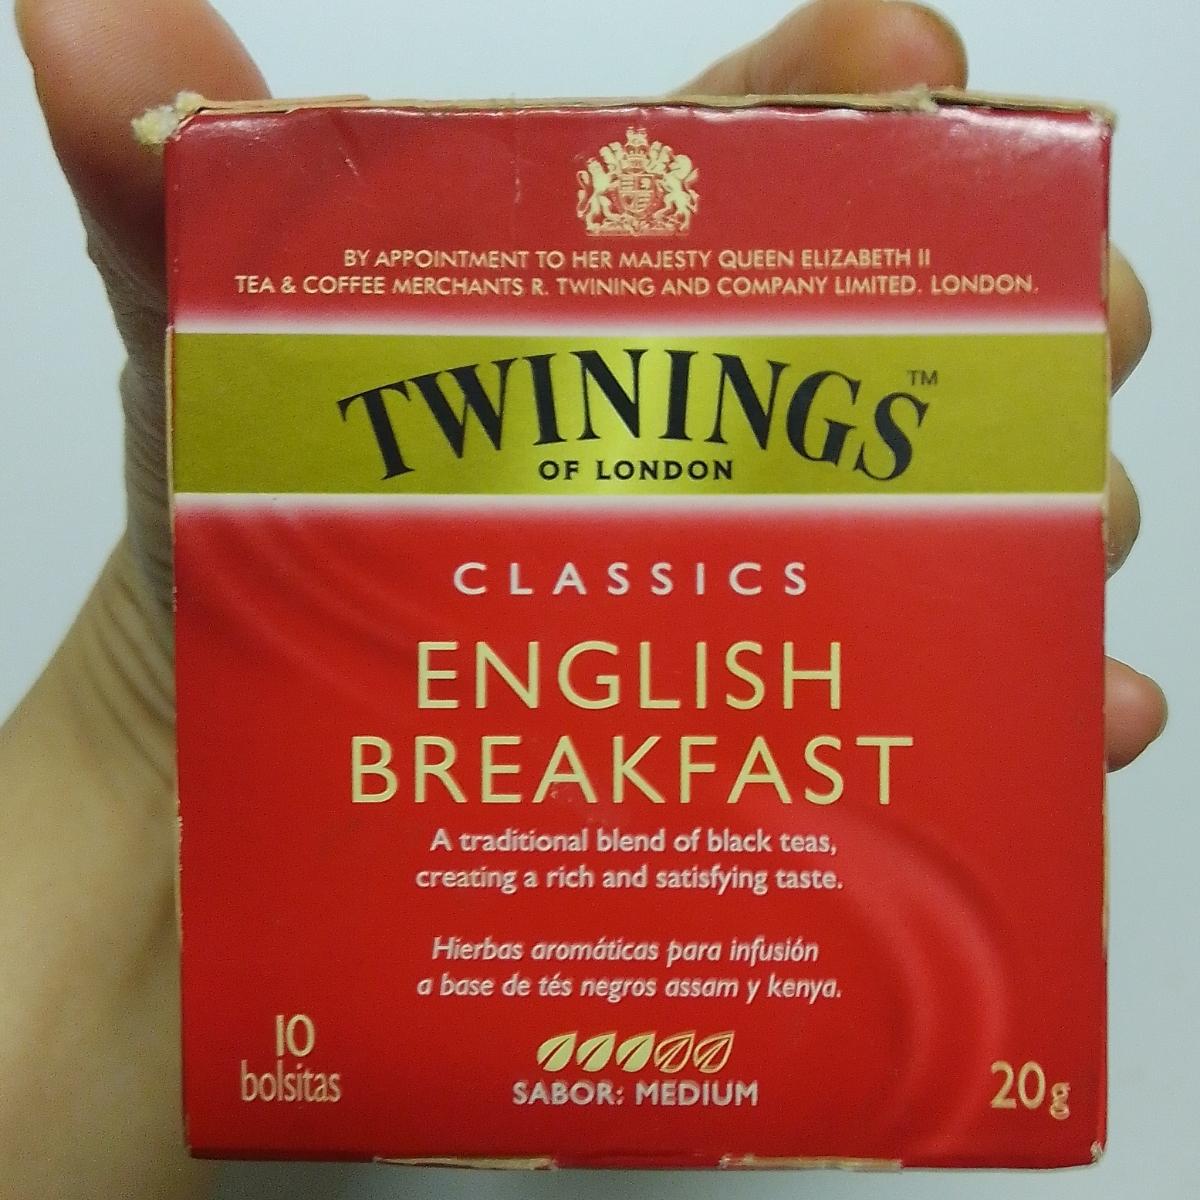 BY APPOINTMENT TO HER MAJESTY QUEEN ELIZABETH II
TEA & COFFEE MERCHANTS R. TWINING AND COMPANY LIMITED. LONDON.
TWININGS™
OF LONDON
CLASSICS
ENGLISH
BREAKFAST
A traditional blend of black teas,
creating a rich and satisfying taste.
Hierbas aromáticas para infusión
a base de tés negros assam y kenya.
10
bolsitas
SABOR: MEDIUM
20g